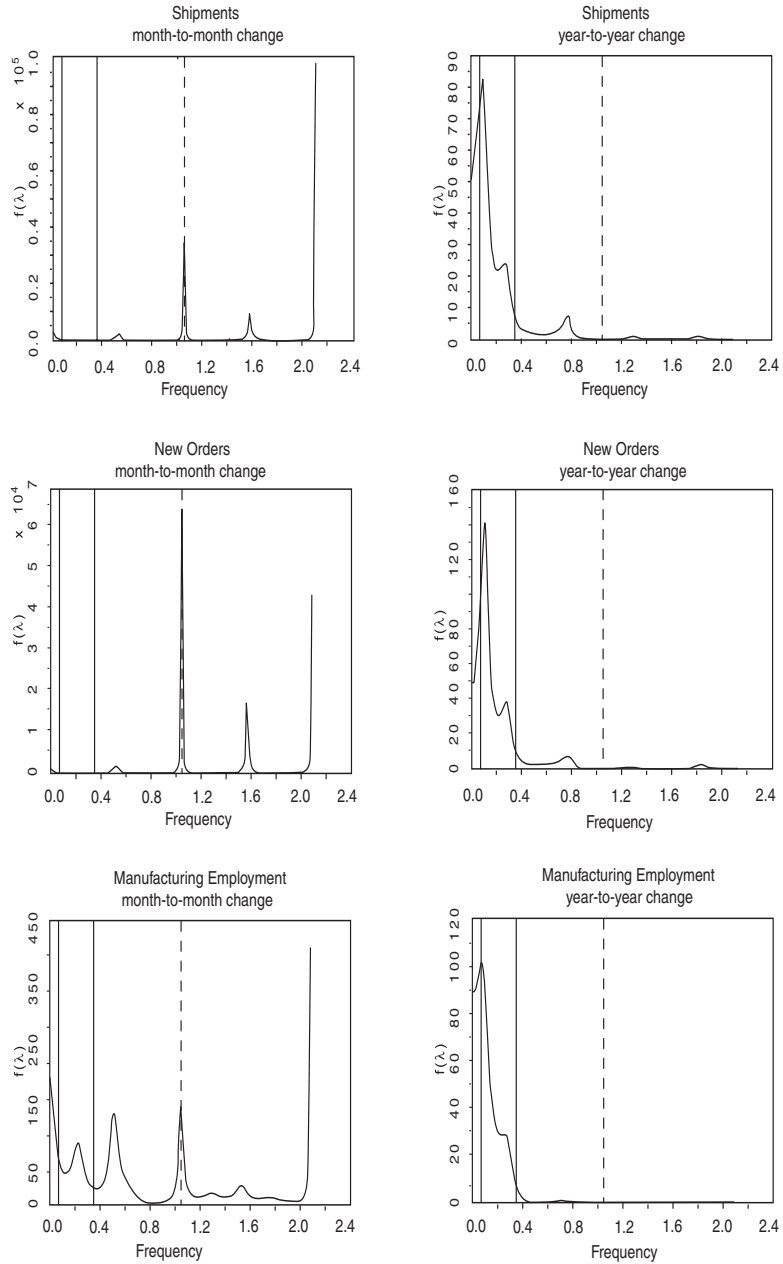 Shipments
month-to-month change
f(λ)
x 10⁵
0.0 0.2 0.4 0.6 0.8 1.0
0.0 0.4 0.8 1.2 1.6 2.0 2.4
Frequency
Shipments
year-to-year change
f(λ)
0 10 20 30 40 50 60 70 80 90
0.0 0.4 0.8 1.2 1.6 2.0 2.4
Frequency
New Orders
month-to-month change
f(λ)
x 10⁴
0 1 2 3 4 5 6 7
0.0 0.4 0.8 1.2 1.6 2.0 2.4
Frequency
New Orders
year-to-year change
f(λ)
0 20 40 60 80 120 160
0.0 0.4 0.8 1.2 1.6 2.0 2.4
Frequency
Manufacturing Employment
month-to-month change
f(λ)
0 50 150 250 350 450
0.0 0.4 0.8 1.2 1.6 2.0 2.4
Frequency
Manufacturing Employment
year-to-year change
f(λ)
0 20 40 60 80 100 120
0.0 0.4 0.8 1.2 1.6 2.0 2.4
Frequency